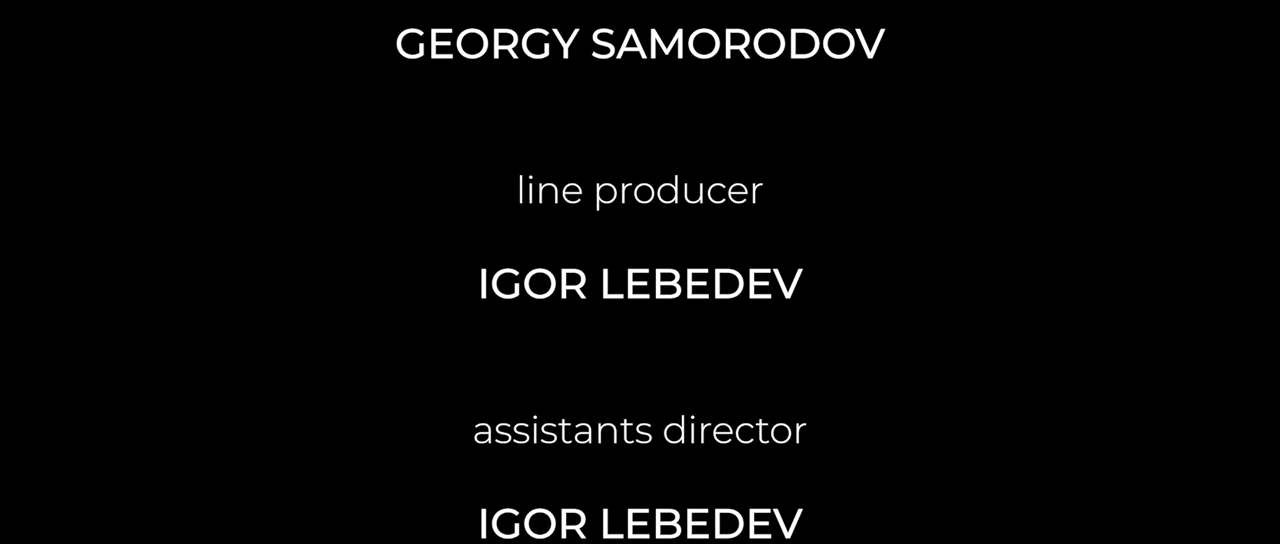 GEORGY SAMORODOV
line producer
IGOR LEBEDEV
assistants director
IGOR LEBEDEV